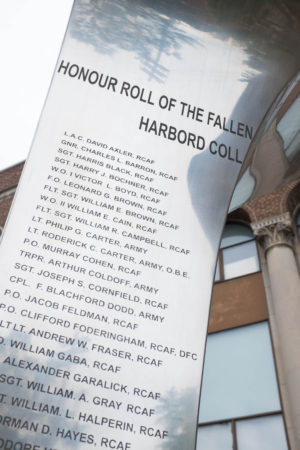 HONOUR ROLL OF THE FALLEN
HARBORD COLL
L.A.C. DAVID AXLER, RCAF
GNR. CHARLES L. BARRON, RCAF
SGT. HARRIS BLACK, RCAF
SGT. HARRY J. BOCHNER, RCAF
W.O. I VICTOR L. BOYD, RCAF
F.O. LEONARD G. BROWN, RCAF
FLT. SGT. WILLIAM E. BROWN, RCAF
W.O. II WILLIAM E. CAIN, RCAF
FLT. SGT. WILLIAM R. CAMPBELL, RCAF
LT. PHILIP G. CARTER, ARMY
LT. RODERICK C. CARTER, ARMY, O.B.E.
P.O. MURRAY COHEN, RCAF
TRPR. ARTHUR COLDOFF, ARMY
SGT. JOSEPH S. CORNFIELD, RCAF
CPL. F. BLACHFORD DODD, ARMY
P.O. JACOB FELDMAN, RCAF
P.O. CLIFFORD FODERINGHAM, RCAF, DFC
LT LT. ANDREW W. FRASER, RCAF
O. WILLIAM GABA, RCAF
ALEXANDER GARALICK, RCAF
SGT. WILLIAM. A. GRAY RCAF
T. WILLIAM. L. HALPERIN, RCAF
ORMAN D. HAYES, RCAF